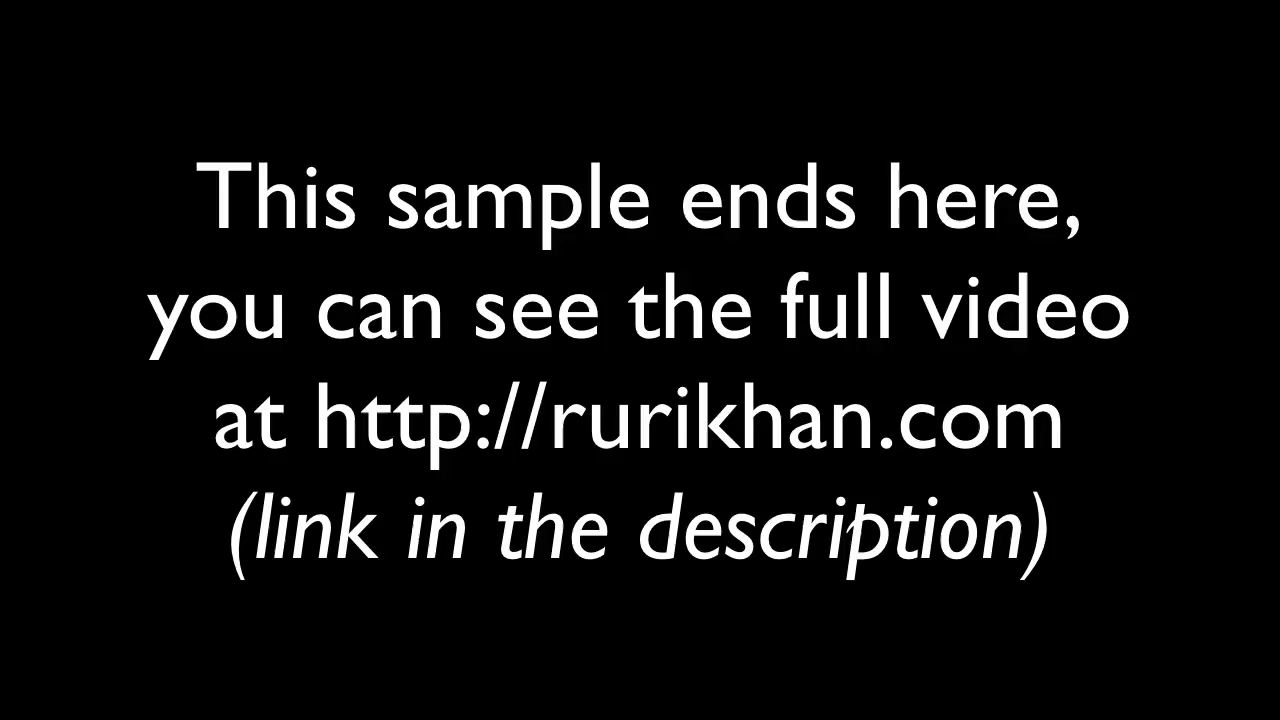 This sample ends here,
you can see the full video
at http://rurikhan.com
(link in the description)